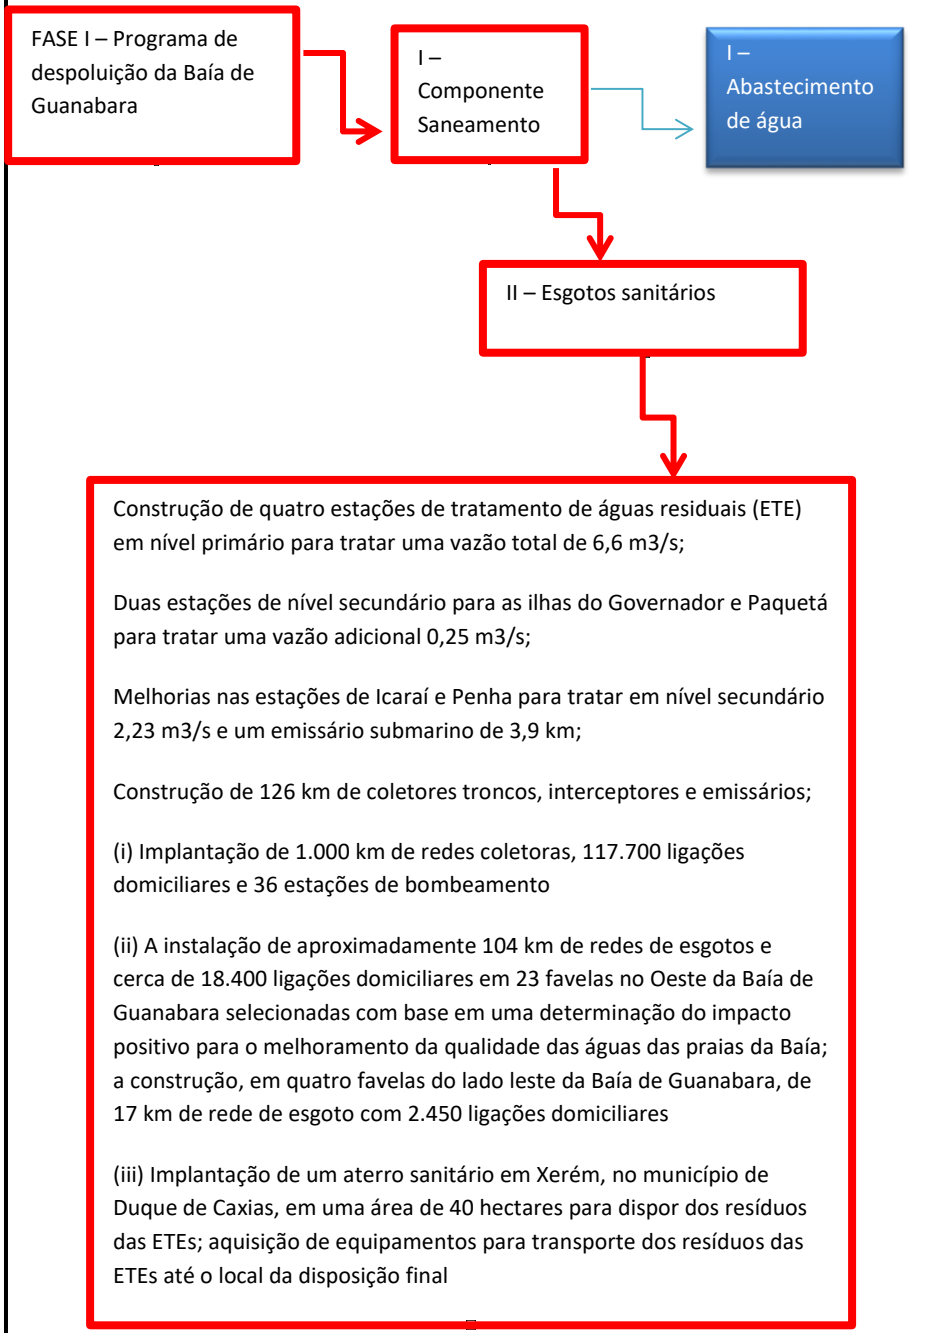 FASE I – Programa de
despoluição da Baía de
Guanabara
I –
Componente
Saneamento
I –
Abastecimento
de água
II – Esgotos sanitários
Construção de quatro estações de tratamento de águas residuais (ETE)
em nível primário para tratar uma vazão total de 6,6 m3/s;
Duas estações de nível secundário para as ilhas do Governador e Paquetá
para tratar uma vazão adicional 0,25 m3/s;
Melhorias nas estações de Icaraí e Penha para tratar em nível secundário
2,23 m3/s e um emissário submarino de 3,9 km;
Construção de 126 km de coletores troncos, interceptores e emissários;
(i) Implantação de 1.000 km de redes coletoras, 117.700 ligações
domiciliares e 36 estações de bombeamento
(ii) A instalação de aproximadamente 104 km de redes de esgotos e
cerca de 18.400 ligações domiciliares em 23 favelas no Oeste da Baía de
Guanabara selecionadas com base em uma determinação do impacto
positivo para o melhoramento da qualidade das águas das praias da Baía;
a construção, em quatro favelas do lado leste da Baía de Guanabara, de
17 km de rede de esgoto com 2.450 ligações domiciliares
(iii) Implantação de um aterro sanitário em Xerém, no município de
Duque de Caxias, em uma área de 40 hectares para dispor dos resíduos
das ETEs; aquisição de equipamentos para transporte dos resíduos das
ETEs até o local da disposição final